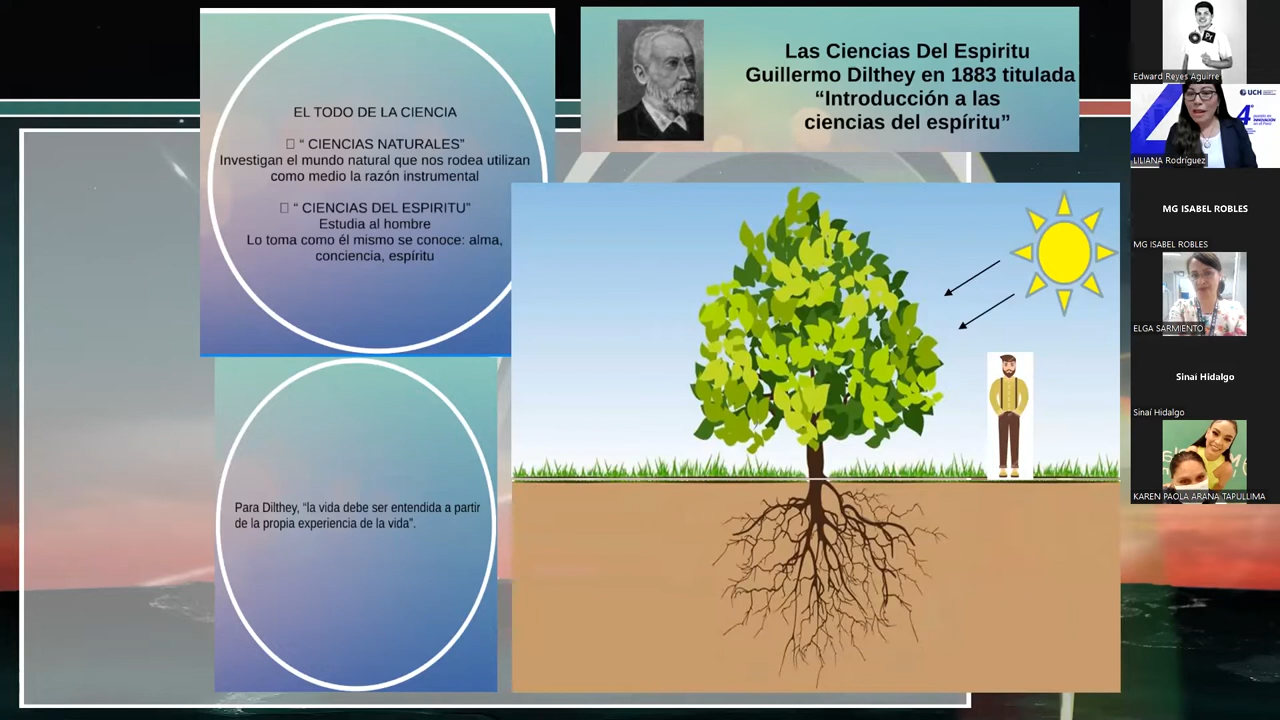 EL TODO DE LA CIENCIA
“ CIENCIAS NATURALES”
Investigan el mundo natural que nos rodea utilizan
como medio la razón instrumental
“ CIENCIAS DEL ESPIRITU”
Estudia al hombre
Lo toma como él mismo se conoce: alma,
conciencia, espíritu
Las Ciencias Del Espiritu
Guillermo Dilthey en 1883 titulada
“Introducción a las
ciencias del espíritu”
Para Dilthey, “la vida debe ser entendida a partir
de la propia experiencia de la vida”.
Pr
Edward Reyes Aguirre
UCH
4°
LILIANA Rodríguez
MG ISABEL ROBLES
MG ISABEL ROBLES
ELGA SARMIENTO
Sinai Hidalgo
Sinaí Hidalgo
KAREN PAOLA ARANA TAPULLIMA